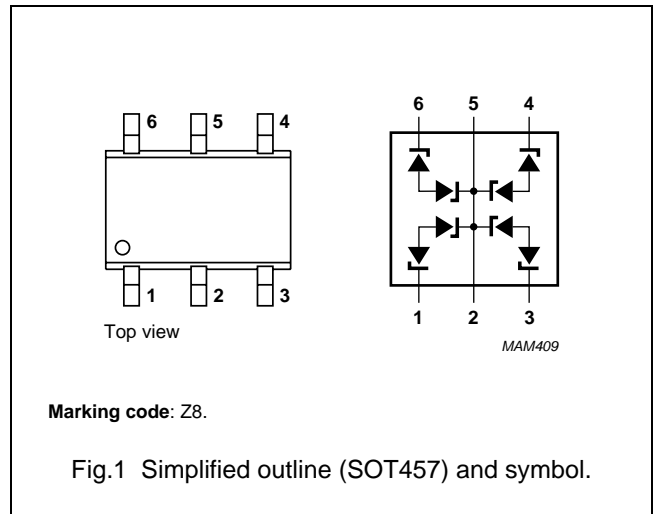 6 5 4
1 2 3
Top view
6 5 4
1 2 3
MAM409
Marking code: Z8.
Fig.1 Simplified outline (SOT457) and symbol.